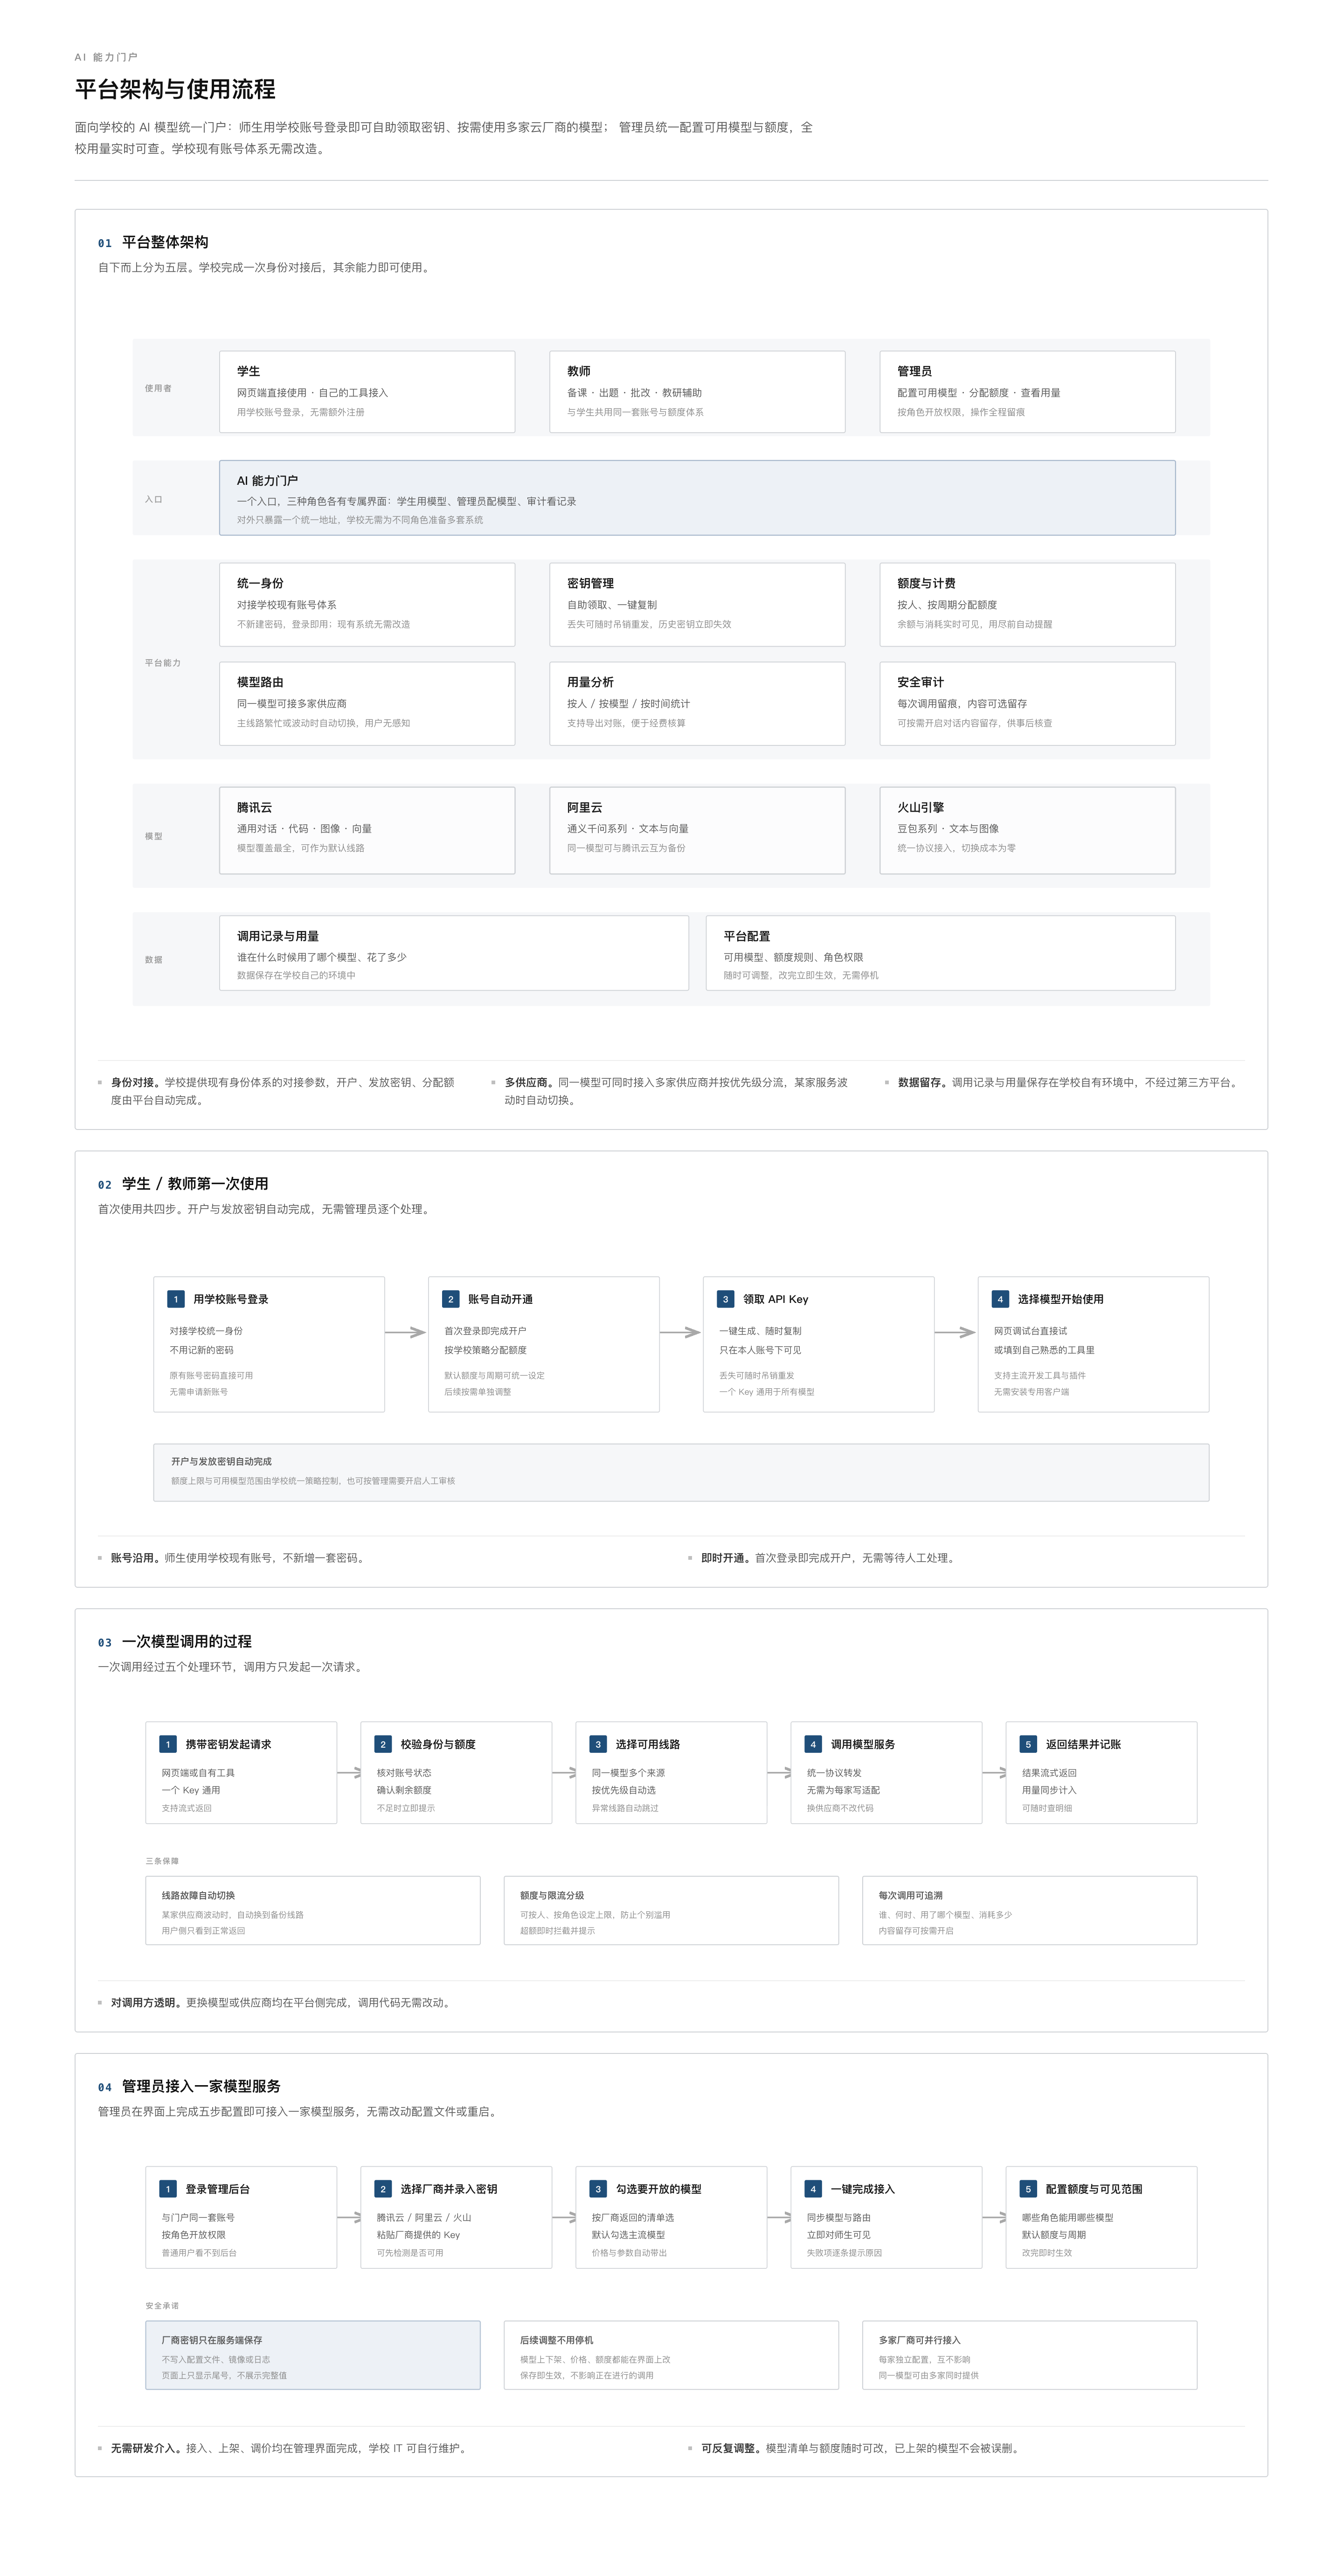 AI 能力门户
平台架构与使用流程
面向学校的 AI 模型统一门户：师生用学校账号登录即可自助领取密钥、按需使用多家云厂商的模型； 管理员统一配置可用模型与额度，全
校用量实时可查。学校现有账号体系无需改造。
01 平台整体架构
自下而上分为五层。学校完成一次身份对接后，其余能力即可使用。
使用者
学生
网页端直接使用 · 自己的工具接入
用学校账号登录，无需额外注册
教师
备课 · 出题 · 批改 · 教研辅助
与学生共用同一套账号与额度体系
管理员
配置可用模型 · 分配额度 · 查看用量
按角色开放权限，操作全程留痕
入口
AI 能力门户
一个入口，三种角色各有专属界面：学生用模型、管理员配模型、审计看记录
对外只暴露一个统一地址，学校无需为不同角色准备多套系统
平台能力
统一身份
对接学校现有账号体系
不新建密码，登录即用；现有系统无需改造
密钥管理
自助领取、一键复制
丢失可随时吊销重发，历史密钥立即失效
额度与计费
按人、按周期分配额度
余额与消耗实时可见，用尽前自动提醒
模型路由
同一模型可接多家供应商
主线路繁忙或波动时自动切换，用户无感知
用量分析
按人 / 按模型 / 按时间统计
支持导出对账，便于经费核算
安全审计
每次调用留痕，内容可选留存
可按需开启对话内容留存，供事后核查
模型
腾讯云
通用对话 · 代码 · 图像 · 向量
模型覆盖最全，可作为默认线路
阿里云
通义千问系列 · 文本与向量
同一模型可与腾讯云互为备份
火山引擎
豆包系列 · 文本与图像
统一协议接入，切换成本为零
数据
调用记录与用量
谁在什么时候用了哪个模型、花了多少
数据保存在学校自己的环境中
平台配置
可用模型、额度规则、角色权限
随时可调整，改完立即生效，无需停机
身份对接。学校提供现有身份体系的对接参数，开户、发放密钥、分配额
度由平台自动完成。
多供应商。同一模型可同时接入多家供应商并按优先级分流，某家服务波
动时自动切换。
数据留存。调用记录与用量保存在学校自有环境中，不经过第三方平台。
02 学生 / 教师第一次使用
首次使用共四步。开户与发放密钥自动完成，无需管理员逐个处理。
1 用学校账号登录
对接学校统一身份
不用记新的密码
原有账号密码直接可用
无需申请新账号
2 账号自动开通
首次登录即完成开户
按学校策略分配额度
默认额度与周期可统一设定
后续按需单独调整
3 领取 API Key
一键生成、随时复制
只在本人账号下可见
丢失可随时吊销重发
一个 Key 通用于所有模型
4 选择模型开始使用
网页调试台直接试
或填到自己熟悉的工具里
支持主流开发工具与插件
无需安装专用客户端
开户与发放密钥自动完成
额度上限与可用模型范围由学校统一策略控制，也可按管理需要开启人工审核
账号沿用。师生使用学校现有账号，不新增一套密码。
即时开通。首次登录即完成开户，无需等待人工处理。
03 一次模型调用的过程
一次调用经过五个处理环节，调用方只发起一次请求。
1 携带密钥发起请求
网页端或自有工具
一个 Key 通用
支持流式返回
2 校验身份与额度
核对账号状态
确认剩余额度
不足时立即提示
3 选择可用线路
同一模型多个来源
按优先级自动选
异常线路自动跳过
4 调用模型服务
统一协议转发
无需为每家写适配
换供应商不改代码
5 返回结果并记账
结果流式返回
用量同步计入
可随时查明细
三条保障
线路故障自动切换
某家供应商波动时，自动换到备份线路
用户侧只看到正常返回
额度与限流分级
可按人、按角色设定上限，防止个别滥用
超额即时拦截并提示
每次调用可追溯
谁、何时、用了哪个模型、消耗多少
内容留存可按需开启
对调用方透明。更换模型或供应商均在平台侧完成，调用代码无需改动。
04 管理员接入一家模型服务
管理员在界面上完成五步配置即可接入一家模型服务，无需改动配置文件或重启。
1 登录管理后台
与门户同一套账号
按角色开放权限
普通用户看不到后台
2 选择厂商并录入密钥
腾讯云 / 阿里云 / 火山
粘贴厂商提供的 Key
可先检测是否可用
3 勾选要开放的模型
按厂商返回的清单选
默认勾选主流模型
价格与参数自动带出
4 一键完成接入
同步模型与路由
立即对师生可见
失败项逐条提示原因
5 配置额度与可见范围
哪些角色能用哪些模型
默认额度与周期
改完即时生效
安全承诺
厂商密钥只在服务端保存
不写入配置文件、镜像或日志
页面上只显示尾号，不展示完整值
后续调整不用停机
模型上下架、价格、额度都能在界面上改
保存即生效，不影响正在进行的调用
多家厂商可并行接入
每家独立配置，互不影响
同一模型可由多家同时提供
无需研发介入。接入、上架、调价均在管理界面完成，学校 IT 可自行维护。
可反复调整。模型清单与额度随时可改，已上架的模型不会被误删。